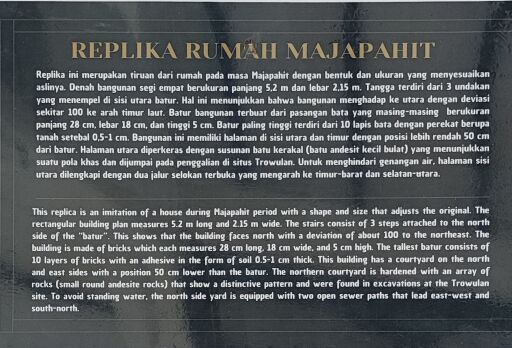 REPLIKA RUMAH MAJAPAHIT
Replika ini merupakan tiruan dari rumah pada masa Majapahit dengan bentuk dan ukuran yang menyesuaikan
aslinya. Denah bangunan segi empat berukuran panjang 5,2 m dan lebar 2,15 m. Tangga terdiri dari 3 undakan
yang menempel di sisi utara batur. Hal ini menunjukkan bahwa bangunan menghadap ke utara dengan deviasi
sekitar 100 ke arah timur laut. Batur bangunan terbuat dari pasangan bata yang masing-masing berukuran
panjang 28 cm, lebar 18 cm, dan tinggi 5 cm. Batur paling tinggi terdiri dari 10 lapis bata dengan perekat berupa
tanah setebal 0,5-1 cm. Bangunan ini memiliki halaman di sisi utara dan timur dengan posisi lebih rendah 50 cm
dari batur. Halaman utara diperkeras dengan susunan batu kerakal (batu andesit kecil bulat) yang menunjukkan
suatu pola khas dan dijumpai pada penggalian di situs Trowulan. Untuk menghindari genangan air, halaman sisi
utara dilengkapi dengan dua jalur selokan terbuka yang mengarah ke timur-barat dan selatan-utara.
This replica is an imitation of a house during Majapahit period with a shape and size that adjusts the original. The
rectangular building plan measures 5.2 m long and 2.15 m wide. The stairs consist of 3 steps attached to the north
side of the "batur". This shows that the building faces north with a deviation of about 100 to the northeast. The
building is made of bricks which each measures 28 cm long, 18 cm wide, and 5 cm high. The tallest batur consists of
10 layers of bricks with an adhesive in the form of soil 0.5-1 cm thick. This building has a courtyard on the north
and east sides with a position 50 cm lower than the batur. The northern courtyard is hardened with an array of
rocks (small round andesite rocks) that show a distinctive pattern and were found in excavations at the Trowulan
site. To avoid standing water, the north side yard is equipped with two open sewer paths that lead east-west and
south-north.